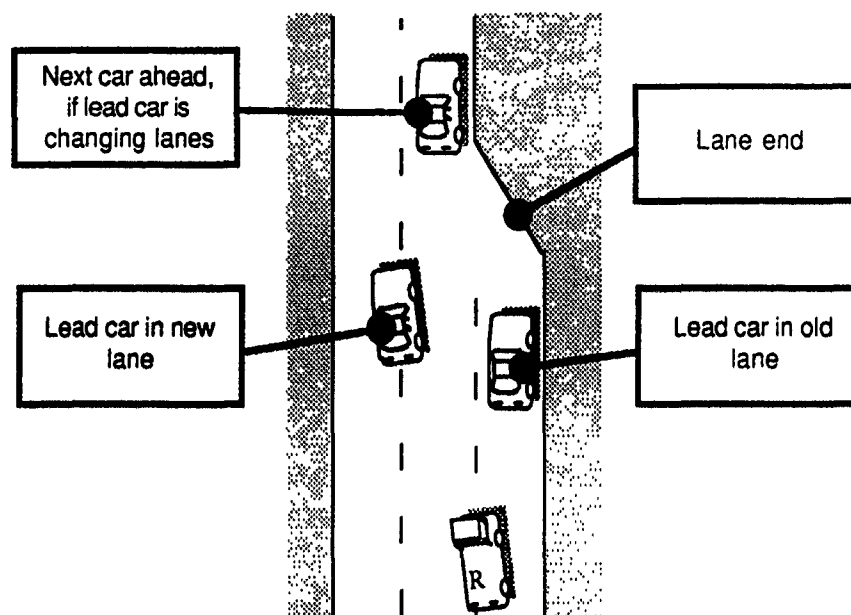 Next car ahead,
if lead car is
changing lanes
Lane end
Lead car in new
lane
Lead car in old
lane
R